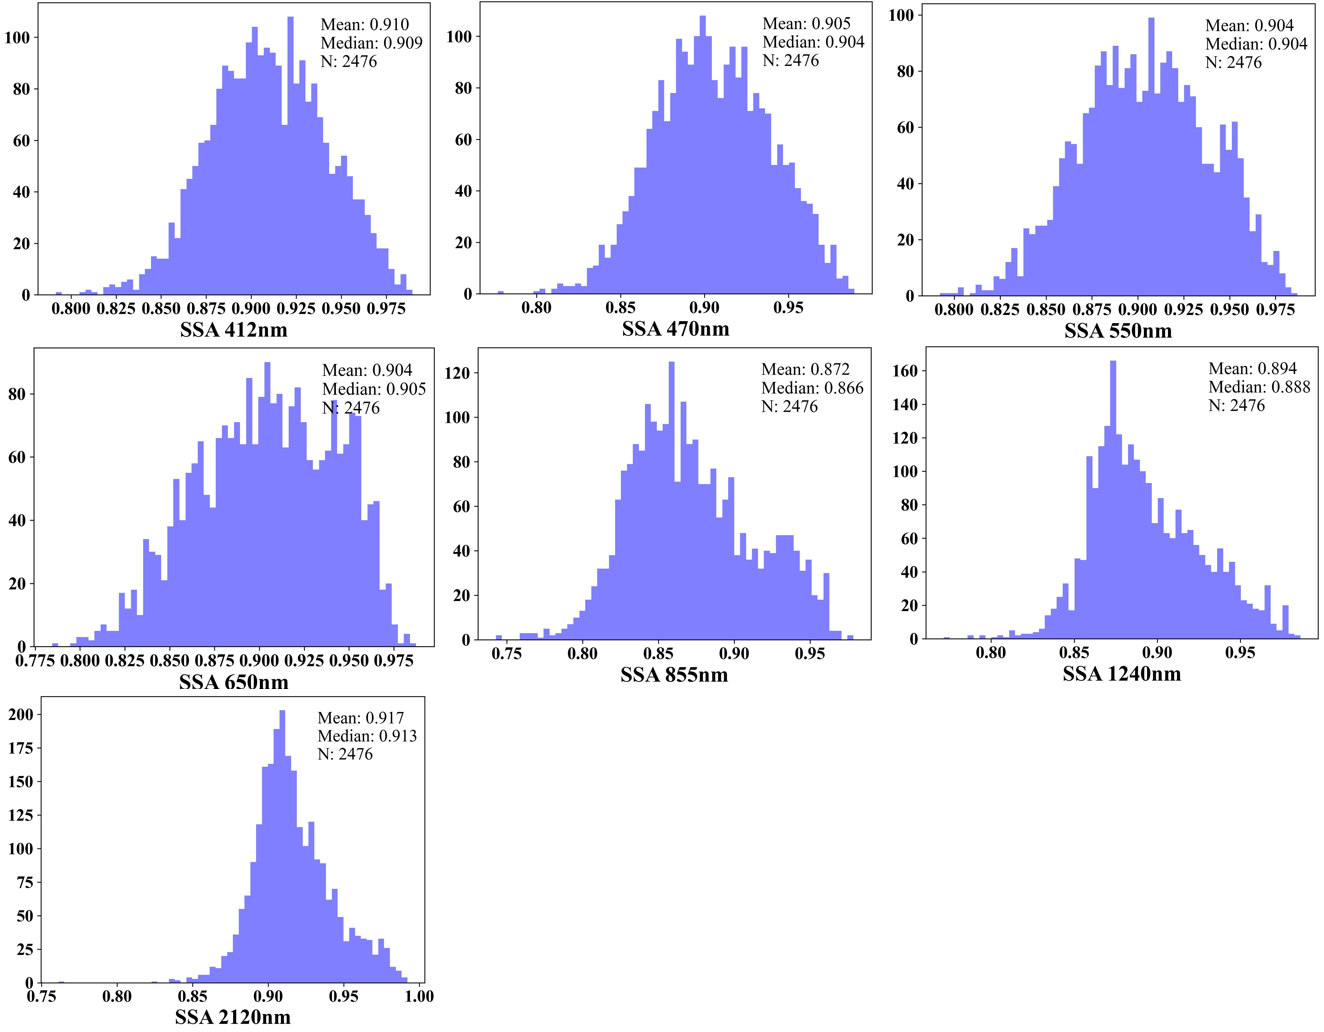 Mean: 0.910
Median: 0.909
N: 2476
100
80
60
40
20
0
0.800 0.825 0.850 0.875 0.900 0.925 0.950 0.975
SSA 412nm
Mean: 0.905
Median: 0.904
N: 2476
100
80
60
40
20
0
0.80 0.85 0.90 0.95
SSA 470nm
Mean: 0.904
Median: 0.904
N: 2476
100
80
60
40
20
0
0.800 0.825 0.850 0.875 0.900 0.925 0.950 0.975
SSA 550nm
Mean: 0.904
Median: 0.905
N: 2476
80
60
40
20
0
0.775 0.800 0.825 0.850 0.875 0.900 0.925 0.950 0.975
SSA 650nm
Mean: 0.872
Median: 0.866
N: 2476
120
100
80
60
40
20
0
0.75 0.80 0.85 0.90 0.95
SSA 855nm
Mean: 0.894
Median: 0.888
N: 2476
160
140
120
100
80
60
40
20
0
0.80 0.85 0.90 0.95
SSA 1240nm
Mean: 0.917
Median: 0.913
N: 2476
200
175
150
125
100
75
50
25
0
0.75 0.80 0.85 0.90 0.95 1.00
SSA 2120nm